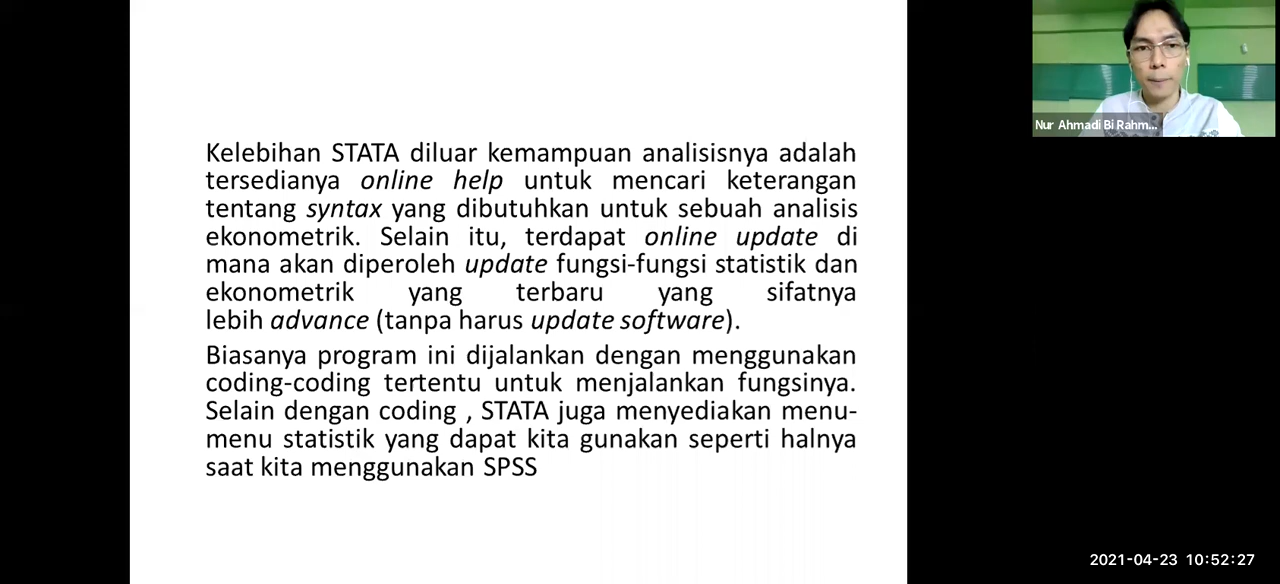 Kelebihan STATA diluar kemampuan analisisnya adalah
tersedianya online help untuk mencari keterangan
tentang syntax yang dibutuhkan untuk sebuah analisis
ekonometrik. Selain itu, terdapat online update di
mana akan diperoleh update fungsi-fungsi statistik dan
ekonometrik yang terbaru yang sifatnya
lebih advance (tanpa harus update software).
Biasanya program ini dijalankan dengan menggunakan
coding-coding tertentu untuk menjalankan fungsinya.
Selain dengan coding , STATA juga menyediakan menu-
menu statistik yang dapat kita gunakan seperti halnya
saat kita menggunakan SPSS
Nur Ahmadi Bi Rahm...
2021-04-23 10:52:27